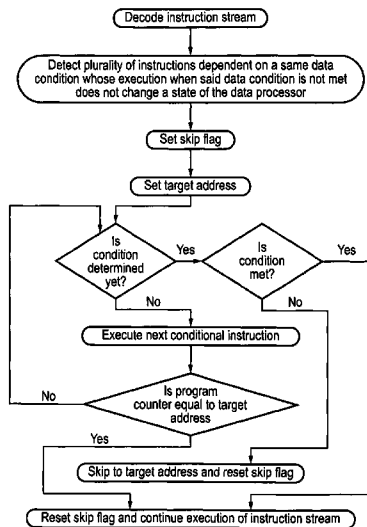 Decode instruction stream
Detect plurality of instructions dependent on a same data
condition whose execution when said data condition is not met
does not change a state of the data processor
Set skip flag
Set target address
Is
condition
determined
yet?
Yes
Is
condition
met?
Yes
No
No
Execute next conditional instruction
Is program
counter equal to target
address
No
Yes
Skip to target address and reset skip flag
Reset skip flag and continue execution of instruction stream